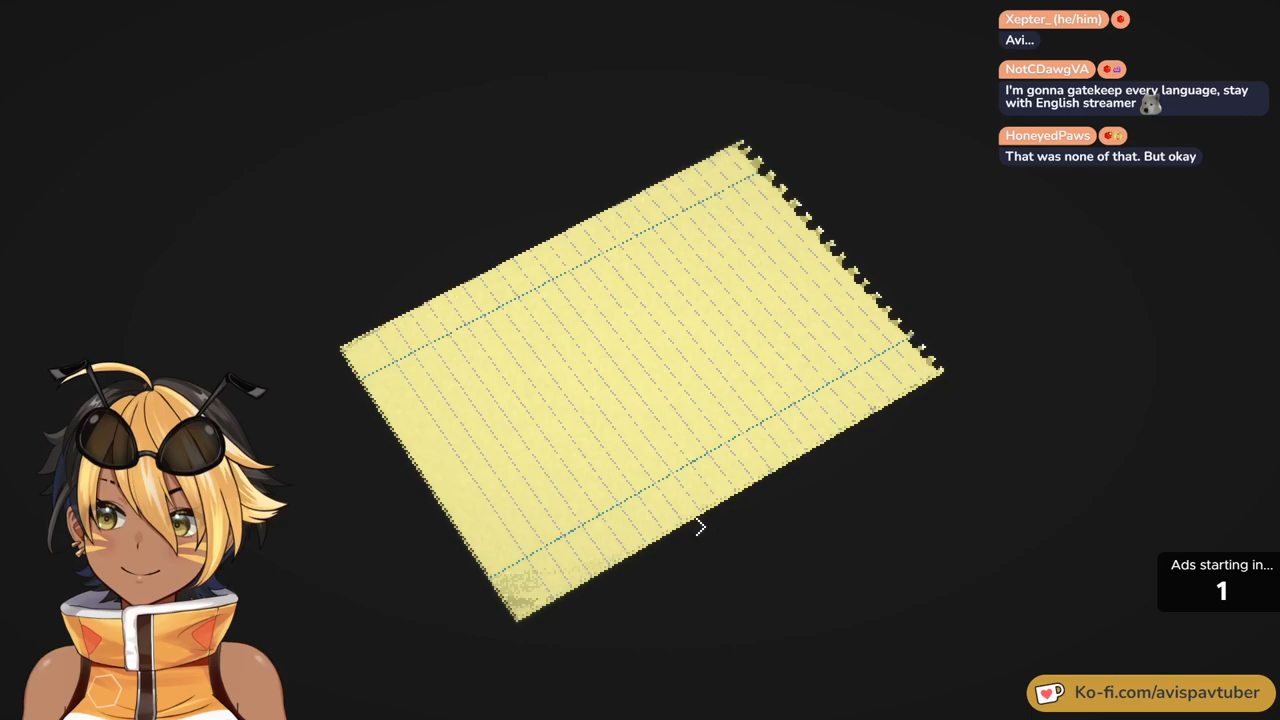 Xepter_ (he/him)
Avi...
NotCDawgVA
I'm gonna gatekeep every language, stay
with English streamer
HoneyedPaws
That was none of that. But okay
Ads starting in...
1
Ko-fi.com/avispavtuber